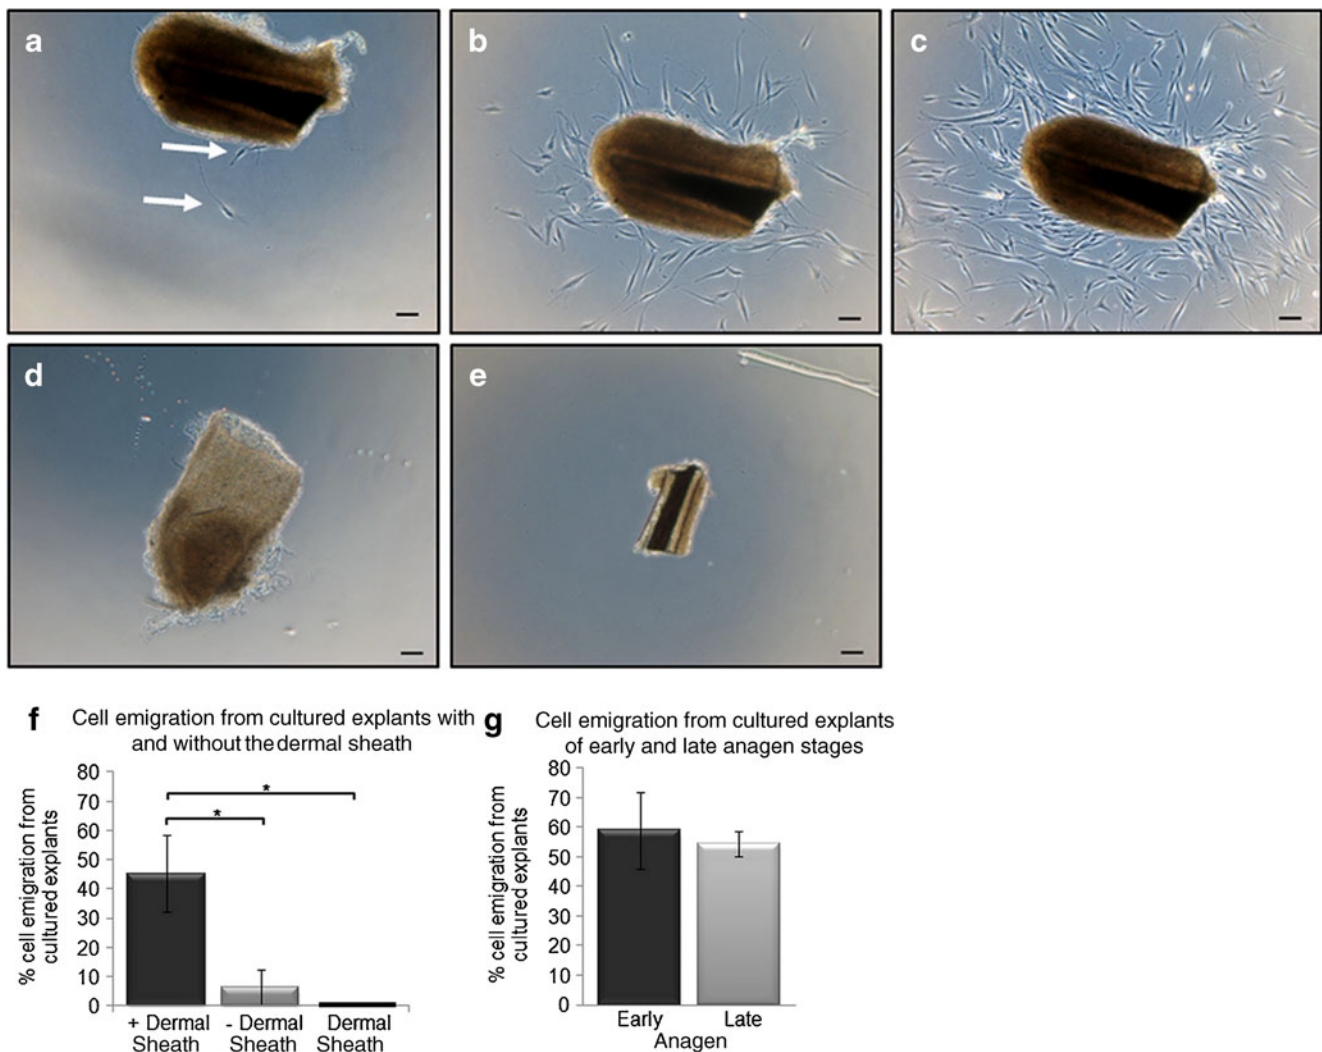 a
b
c
d
e
f
Cell emigration from cultured explants with
and without the dermal sheath
% cell emigration from
cultured explants
80
70
60
50
40
30
20
10
0
*
*
+ Dermal
Sheath
- Dermal
Sheath
Dermal
Sheath
g
Cell emigration from cultured explants
of early and late anagen stages
% cell emigration from
cultured explants
80
70
60
50
40
30
20
10
0
Early
Late
Anagen